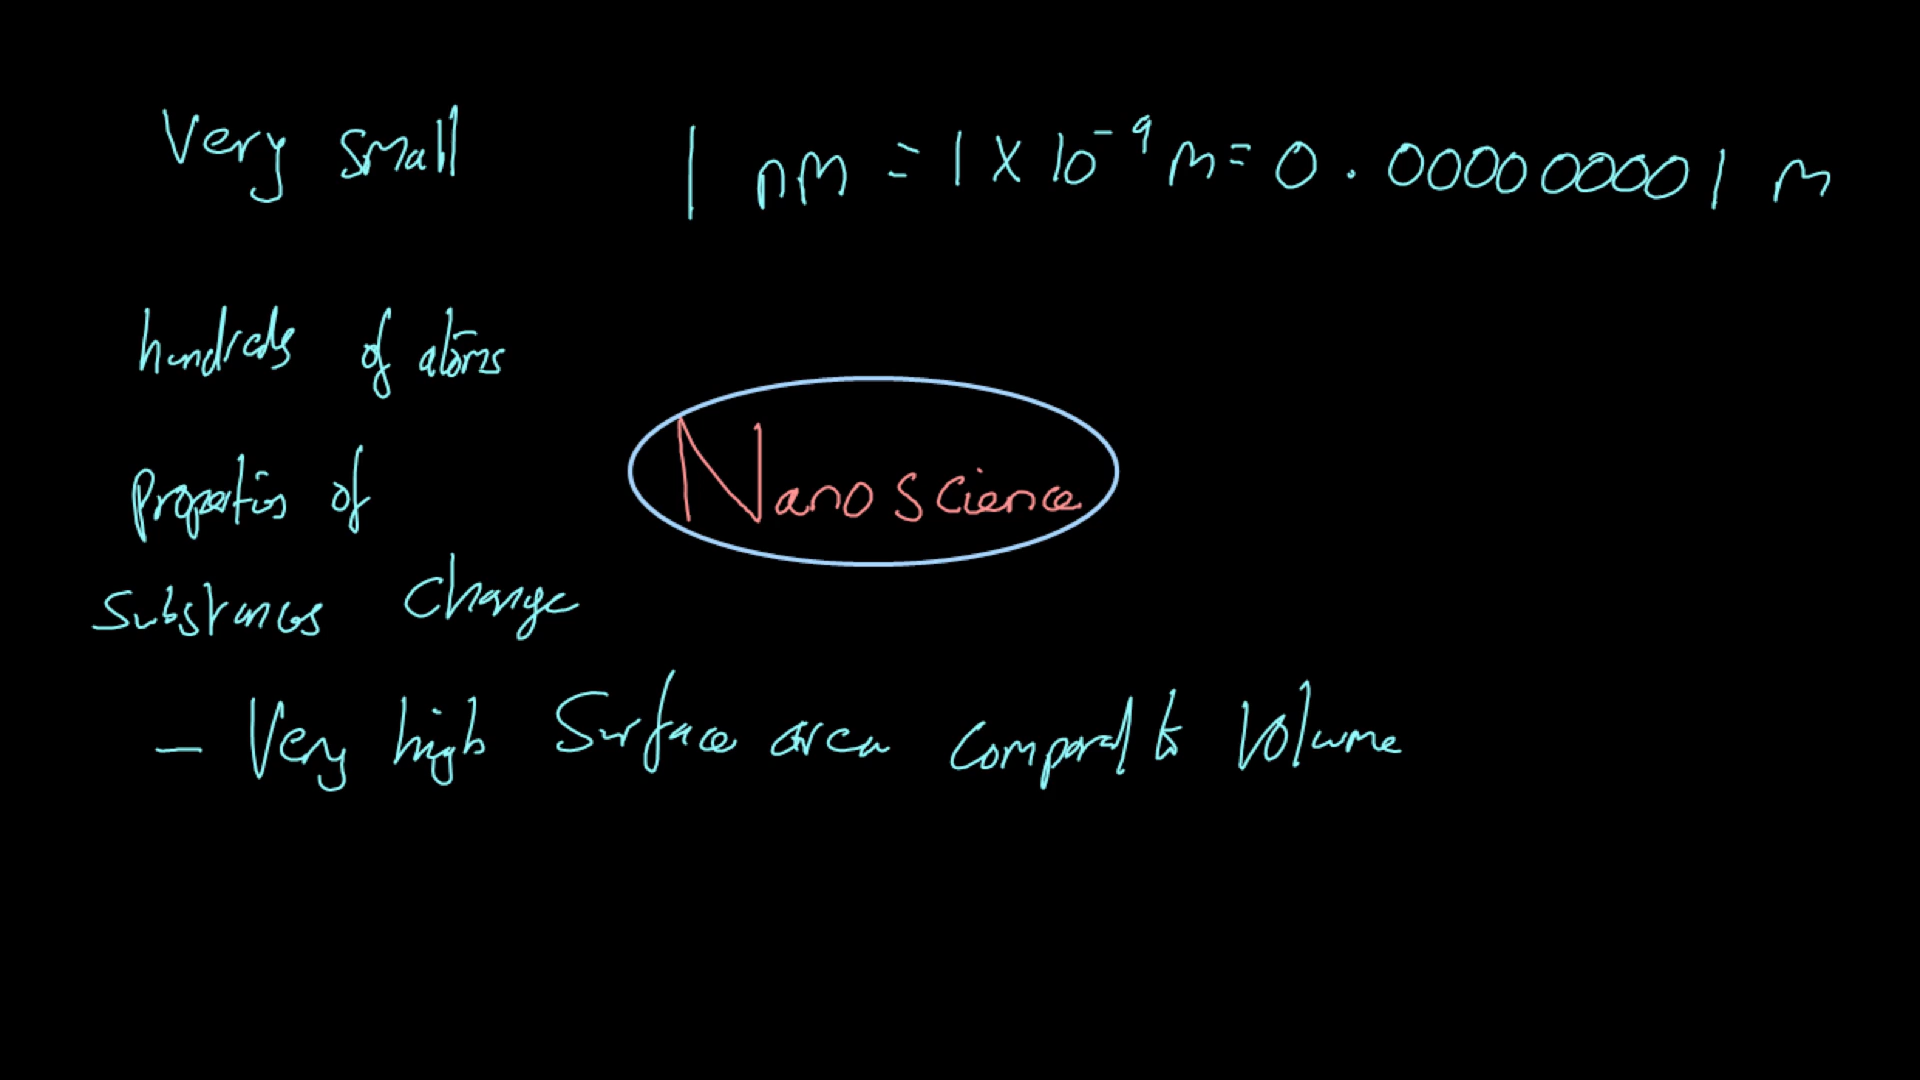 Very small
1 nm = 1 x 10⁻⁹ m = 0.000000001 m
hundreds of atoms
Nanoscience
Properties of
Substances change
- Very high Surface area compared to Volume